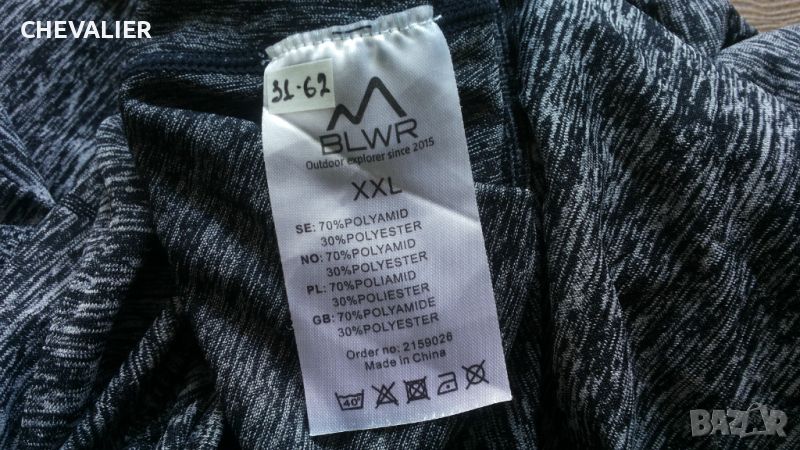 CHEVALIER
31-62
BLWR
Outdoor explorer since 2015
XXL
SE: 70%POLYAMID
30%POLYESTER
NO: 70%POLYAMID
30%POLYESTER
PL: 70%POLIAMID
30%POLIESTER
GB: 70%POLYAMIDE
30%POLYESTER
Order no: 2159026
Made in China
40°
BAZAR